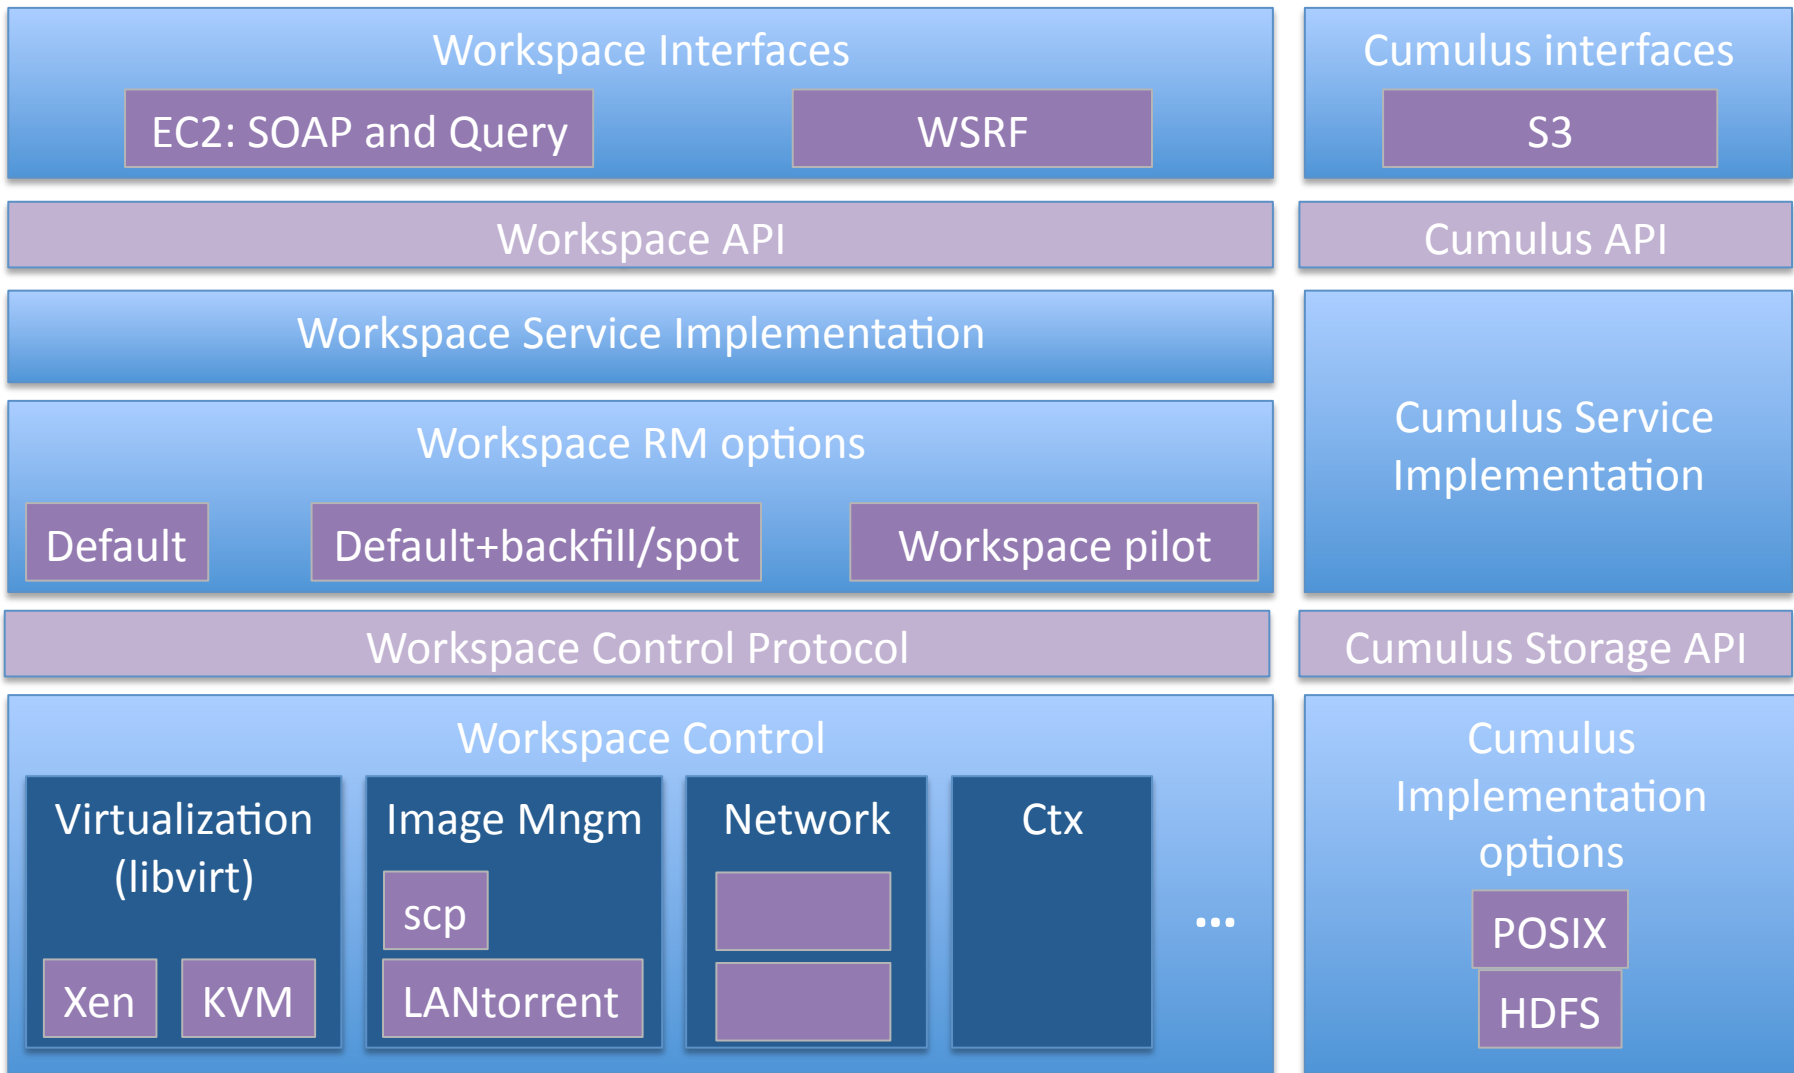 Workspace Interfaces
EC2: SOAP and Query
WSRF
Cumulus interfaces
S3
Workspace API
Cumulus API
Workspace Service Implementation
Workspace RM options
Default
Default+backfill/spot
Workspace pilot
Cumulus Service
Implementation
Workspace Control Protocol
Cumulus Storage API
Workspace Control
Virtualization
(libvirt)
Xen
KVM
Image Mngm
scp
LANtorrent
Network
Ctx
...
Cumulus
Implementation
options
POSIX
HDFS